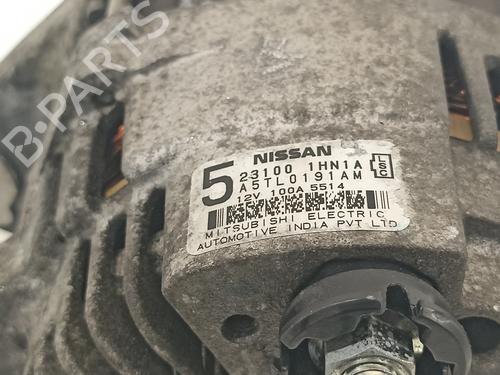 B-PARTS
NISSAN
5 23100 1HN1A
A5TL0191AM
12V 100A 5514
LSC
MITSUBISHI ELECTRIC
AUTOMOTIVE INDIA PVT LTD